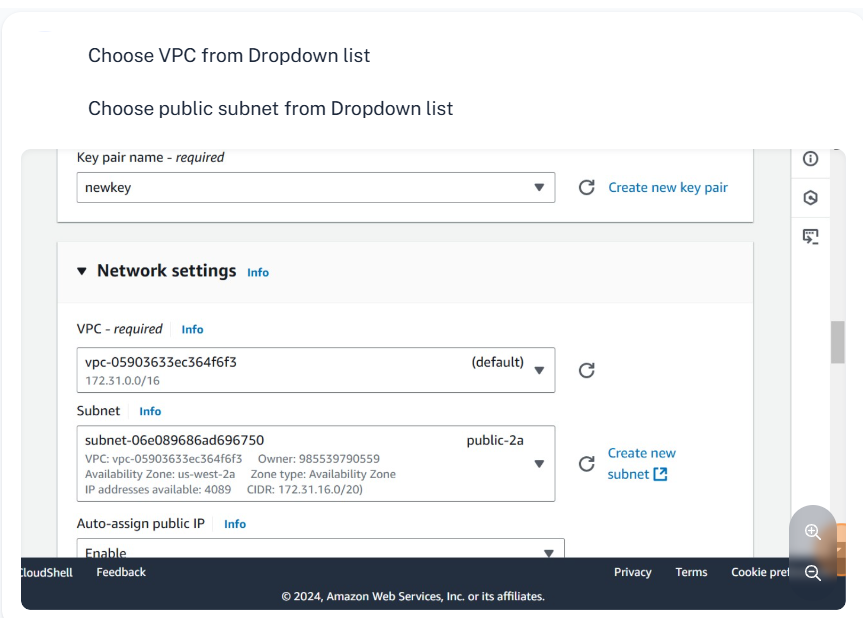 Choose VPC from Dropdown list
Choose public subnet from Dropdown list
Key pair name - required
newkey
Create new key pair
Network settings Info
VPC - required Info
vpc-05903633ec364f6f3 (default)
172.31.0.0/16
Subnet Info
subnet-06e089686ad696750 public-2a
VPC: vpc-05903633ec364f6f3 Owner: 985539790559
Availability Zone: us-west-2a Zone type: Availability Zone
IP addresses available: 4089 CIDR: 172.31.16.0/20)
Create new
subnet
Auto-assign public IP Info
Enable
CloudShell Feedback Privacy Terms Cookie pref
© 2024, Amazon Web Services, Inc. or its affiliates.